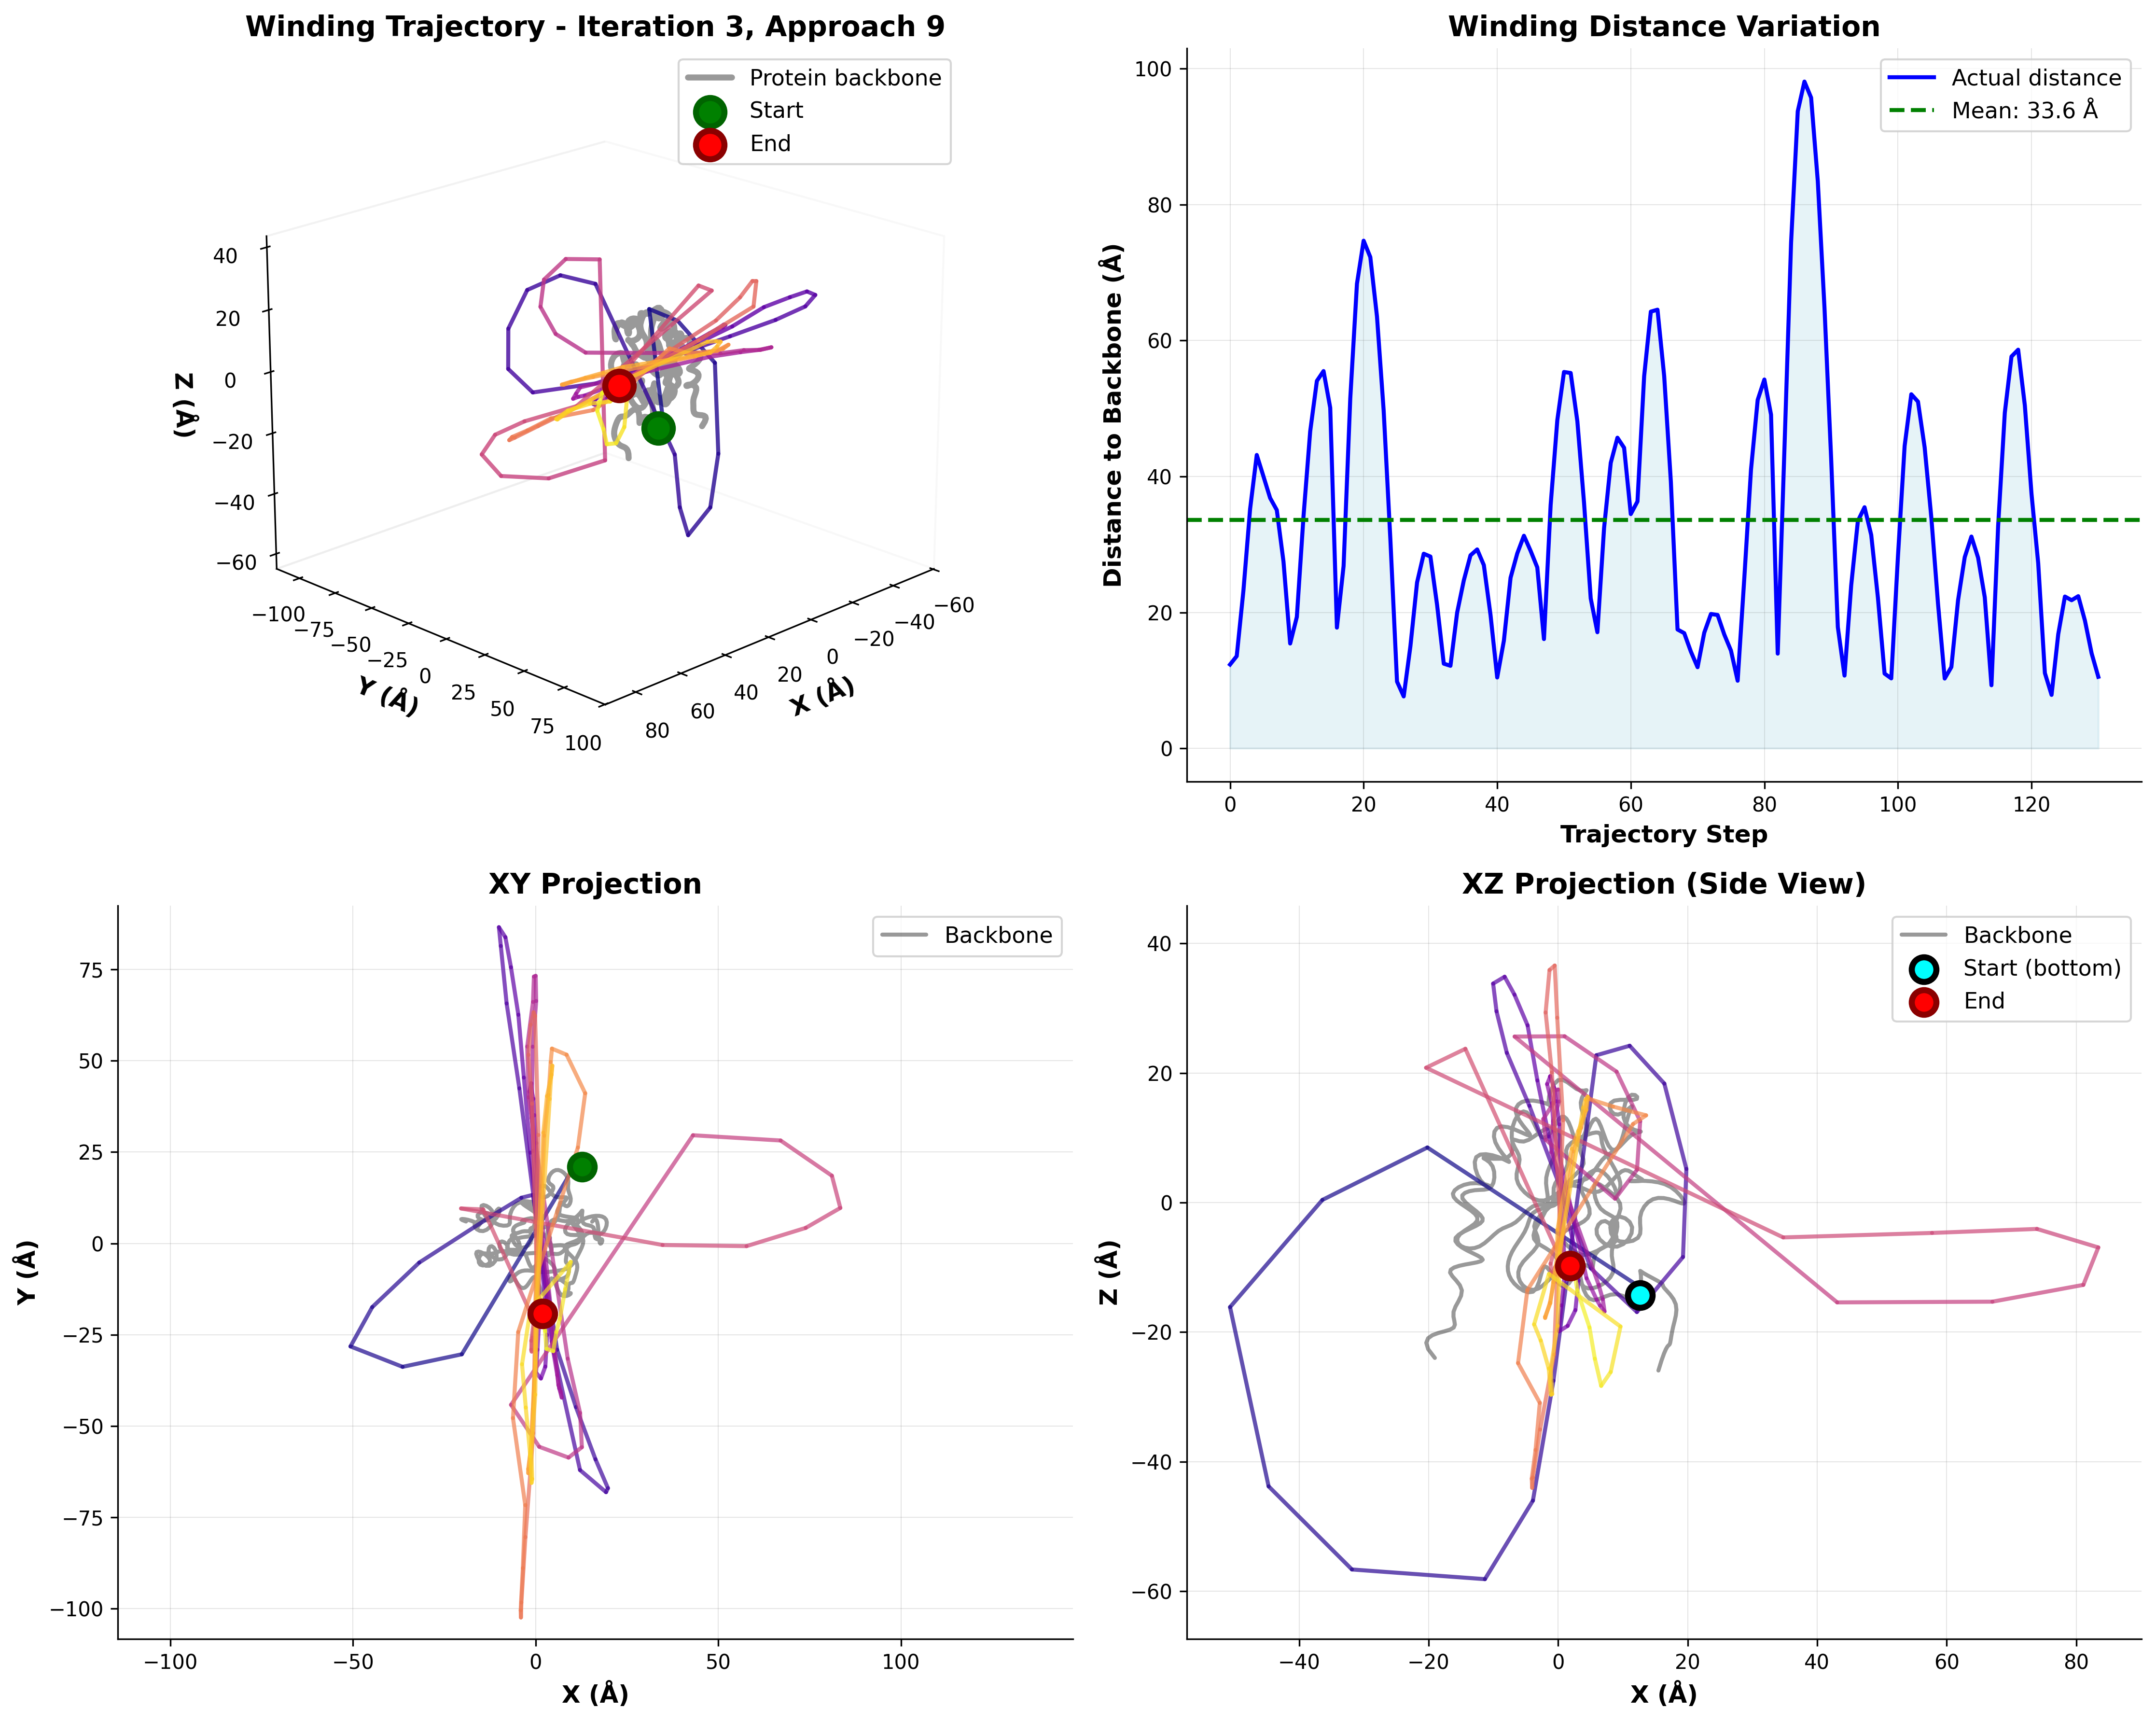 Winding Trajectory - Iteration 3, Approach 9
Protein backbone
Start
End
40
20
0
−20
−40
−60
Z (Å)
−100
−75
−50
−25
0
25
50
75
100
Y (Å)
80
60
40
20
0
−20
−40
−60
X (Å)
Winding Distance Variation
Actual distance
Mean: 33.6 Å
100
80
60
40
20
0
Distance to Backbone (Å)
0
20
40
60
80
100
120
Trajectory Step
XY Projection
Backbone
75
50
25
0
−25
−50
−75
−100
Y (Å)
−100
−50
0
50
100
X (Å)
XZ Projection (Side View)
Backbone
Start (bottom)
End
40
20
0
−20
−40
−60
Z (Å)
−40
−20
0
20
40
60
80
X (Å)